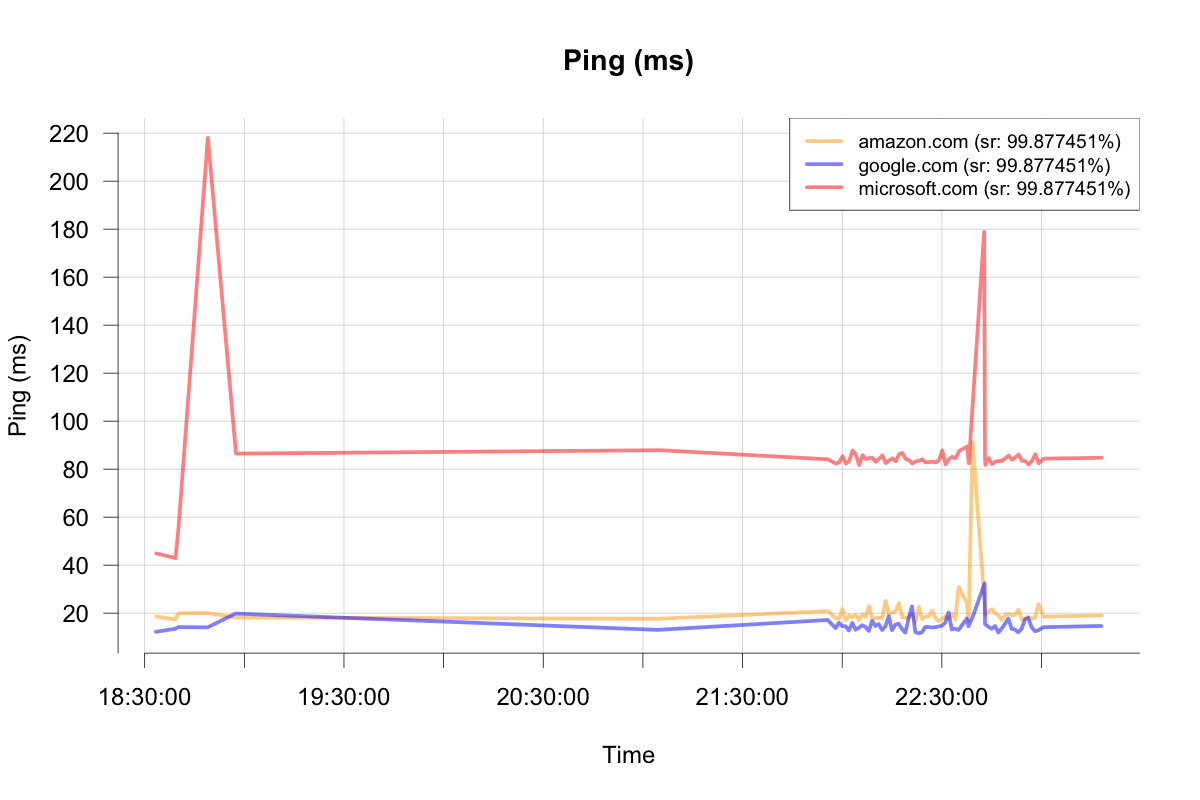 Ping (ms)
amazon.com (sr: 99.877451%)
google.com (sr: 99.877451%)
microsoft.com (sr: 99.877451%)
220
200
180
160
140
120
100
80
60
40
20
Ping (ms)
18:30:00 19:30:00 20:30:00 21:30:00 22:30:00
Time